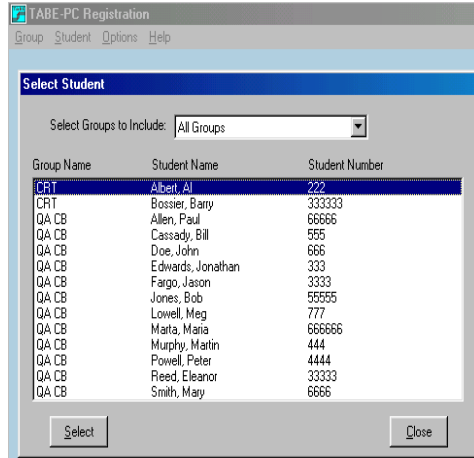 TABE TABE-PC Registration
Group Student Options Help
Select Student
Select Groups to Include: All Groups
Group Name Student Name Student Number
CRT Albert, Al 222
CRT Bossier, Barry 333333
QA CB Allen, Paul 66666
QA CB Cassady, Bill 555
QA CB Doe, John 666
QA CB Edwards, Jonathan 333
QA CB Fargo, Jason 3333
QA CB Jones, Bob 55555
QA CB Lowell, Meg 777
QA CB Marta, Maria 666666
QA CB Murphy, Martin 444
QA CB Powell, Peter 4444
QA CB Reed, Eleanor 33333
QA CB Smith, Mary 6666
Select Close